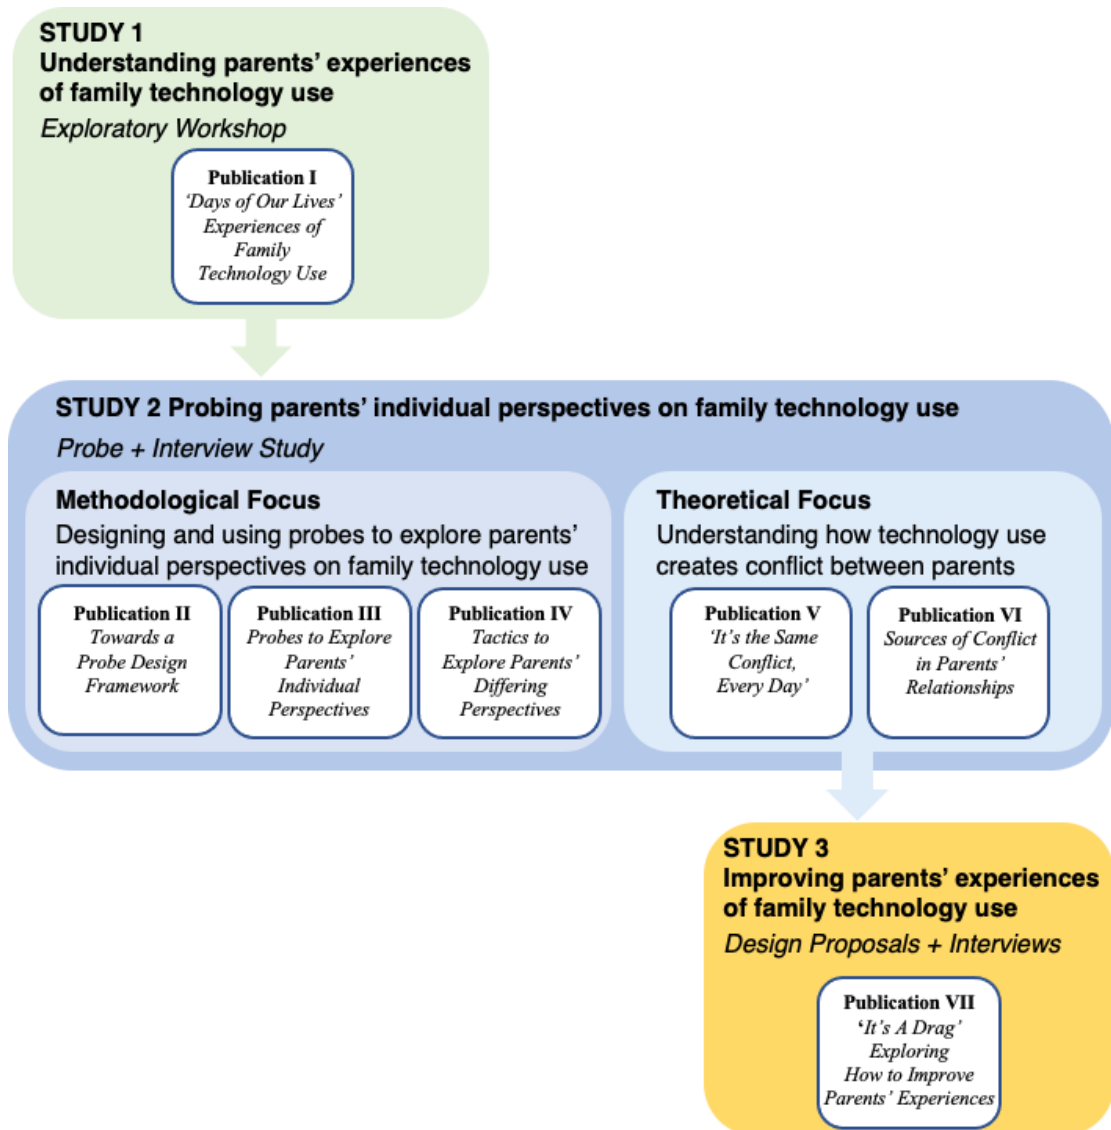 STUDY 1
Understanding parents’ experiences
of family technology use
Exploratory Workshop
Publication I
‘Days of Our Lives’
Experiences of
Family
Technology Use
STUDY 2 Probing parents’ individual perspectives on family technology use
Probe + Interview Study
Methodological Focus
Designing and using probes to explore parents’
individual perspectives on family technology use
Publication II
Towards a
Probe Design
Framework
Publication III
Probes to Explore
Parents’
Individual
Perspectives
Publication IV
Tactics to
Explore Parents’
Differing
Perspectives
Theoretical Focus
Understanding how technology use
creates conflict between parents
Publication V
‘It’s the Same
Conflict,
Every Day’
Publication VI
Sources of Conflict
in Parents’
Relationships
STUDY 3
Improving parents’ experiences
of family technology use
Design Proposals + Interviews
Publication VII
‘It’s A Drag’
Exploring
How to Improve
Parents’ Experiences